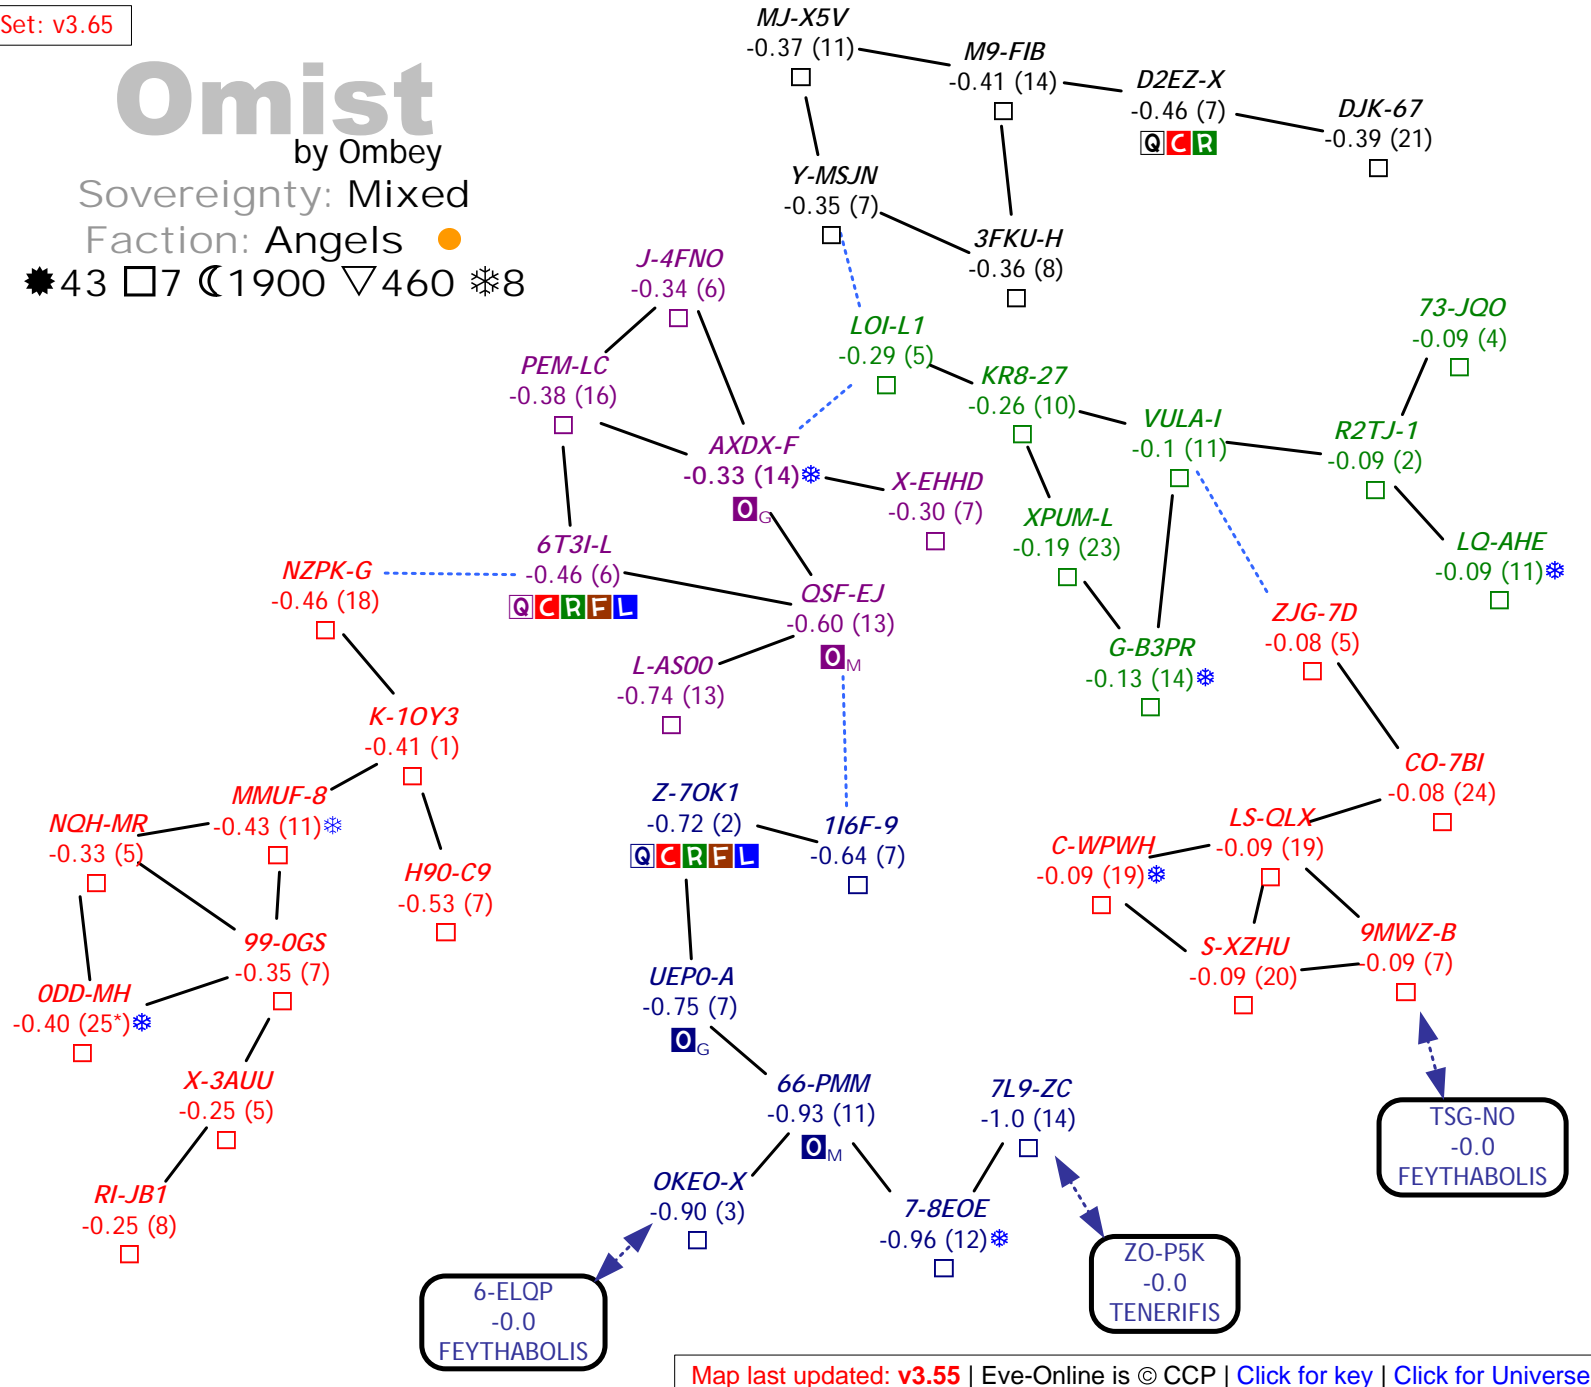 Set: v3.65
Omist
by Ombey
Sovereignty: Mixed
Faction: Angels
43 7 1900 460 8
MJ-X5V
-0.37 (11)
M9-FIB
-0.41 (14)
D2EZ-X
-0.46 (7)
Q C R
DJK-67
-0.39 (21)
Y-MSJN
-0.35 (7)
3FKU-H
-0.36 (8)
J-4FNO
-0.34 (6)
LOI-L1
-0.29 (5)
73-JQO
-0.09 (4)
PEM-LC
-0.38 (16)
KR8-27
-0.26 (10)
VULA-I
-0.1 (11)
R2TJ-1
-0.09 (2)
AXDX-F
-0.33 (14)
O G
X-EHHD
-0.30 (7)
XPUM-L
-0.19 (23)
LQ-AHE
-0.09 (11)
6T3I-L
-0.46 (6)
Q C R F L
NZPK-G
-0.46 (18)
QSF-EJ
-0.60 (13)
O M
ZJG-7D
-0.08 (5)
G-B3PR
-0.13 (14)
L-AS00
-0.74 (13)
K-1OY3
-0.41 (1)
CO-7BI
-0.08 (24)
MMUF-8
-0.43 (11)
Z-7OK1
-0.72 (2)
Q C R F L
NQH-MR
-0.33 (5)
1I6F-9
-0.64 (7)
LS-QLX
-0.09 (19)
C-WPWH
-0.09 (19)
H90-C9
-0.53 (7)
99-0GS
-0.35 (7)
S-XZHU
-0.09 (20)
9MWZ-B
-0.09 (7)
0DD-MH
-0.40 (25*)
UEP0-A
-0.75 (7)
O G
X-3AUU
-0.25 (5)
66-PMM
-0.93 (11)
O M
7L9-ZC
-1.0 (14)
TSG-NO
-0.0
FEYTHABOLIS
RI-JB1
-0.25 (8)
OKEO-X
-0.90 (3)
7-8EOE
-0.96 (12)
ZO-P5K
-0.0
TENERIFIS
6-ELQP
-0.0
FEYTHABOLIS
Map last updated: v3.55 | Eve-Online is © CCP | Click for key | Click for Universe